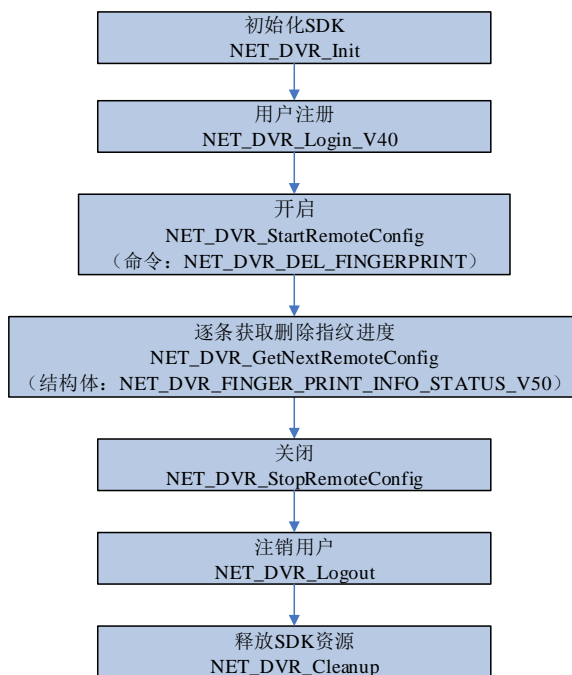 初始化SDK
NET_DVR_Init
用户注册
NET_DVR_Login_V40
开启
NET_DVR_StartRemoteConfig
（命令：NET_DVR_DEL_FINGERPRINT）
逐条获取删除指纹进度
NET_DVR_GetNextRemoteConfig
（结构体：NET_DVR_FINGER_PRINT_INFO_STATUS_V50）
关闭
NET_DVR_StopRemoteConfig
注销用户
NET_DVR_Logout
释放SDK资源
NET_DVR_Cleanup